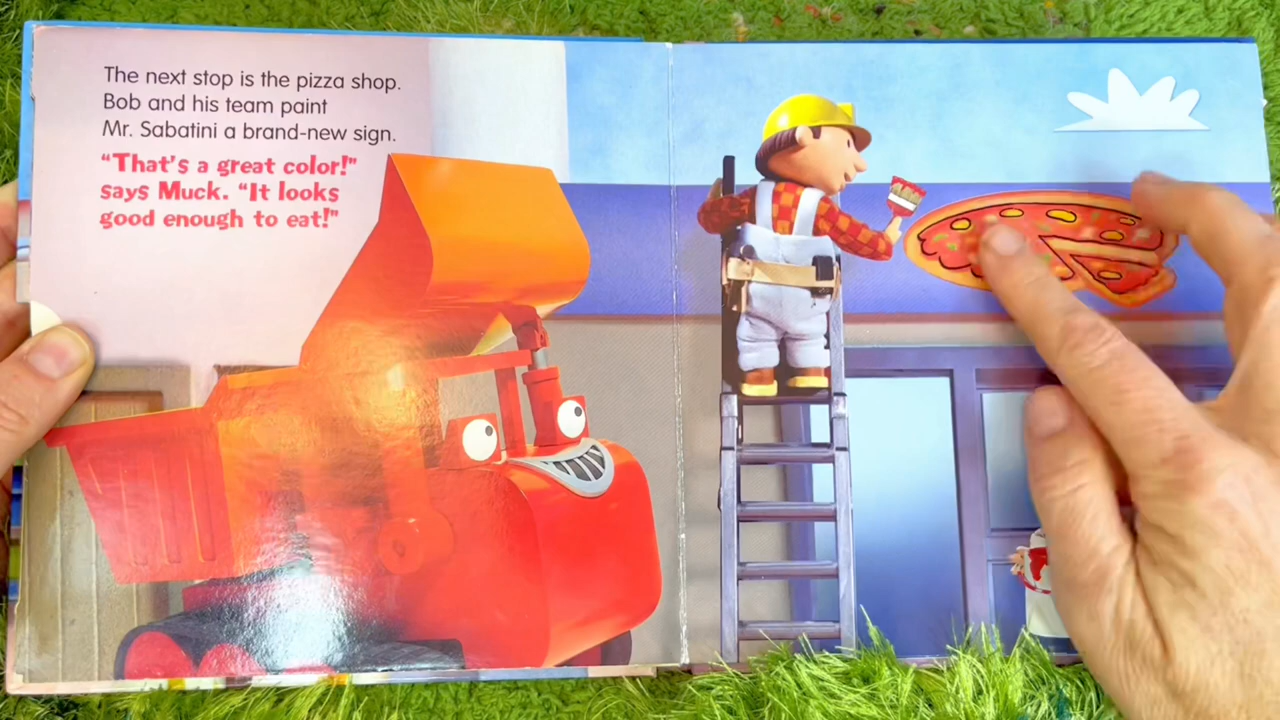 The next stop is the pizza shop.
Bob and his team paint
Mr. Sabatini a brand-new sign.
“That’s a great color!”
says Muck. “It looks
good enough to eat!”